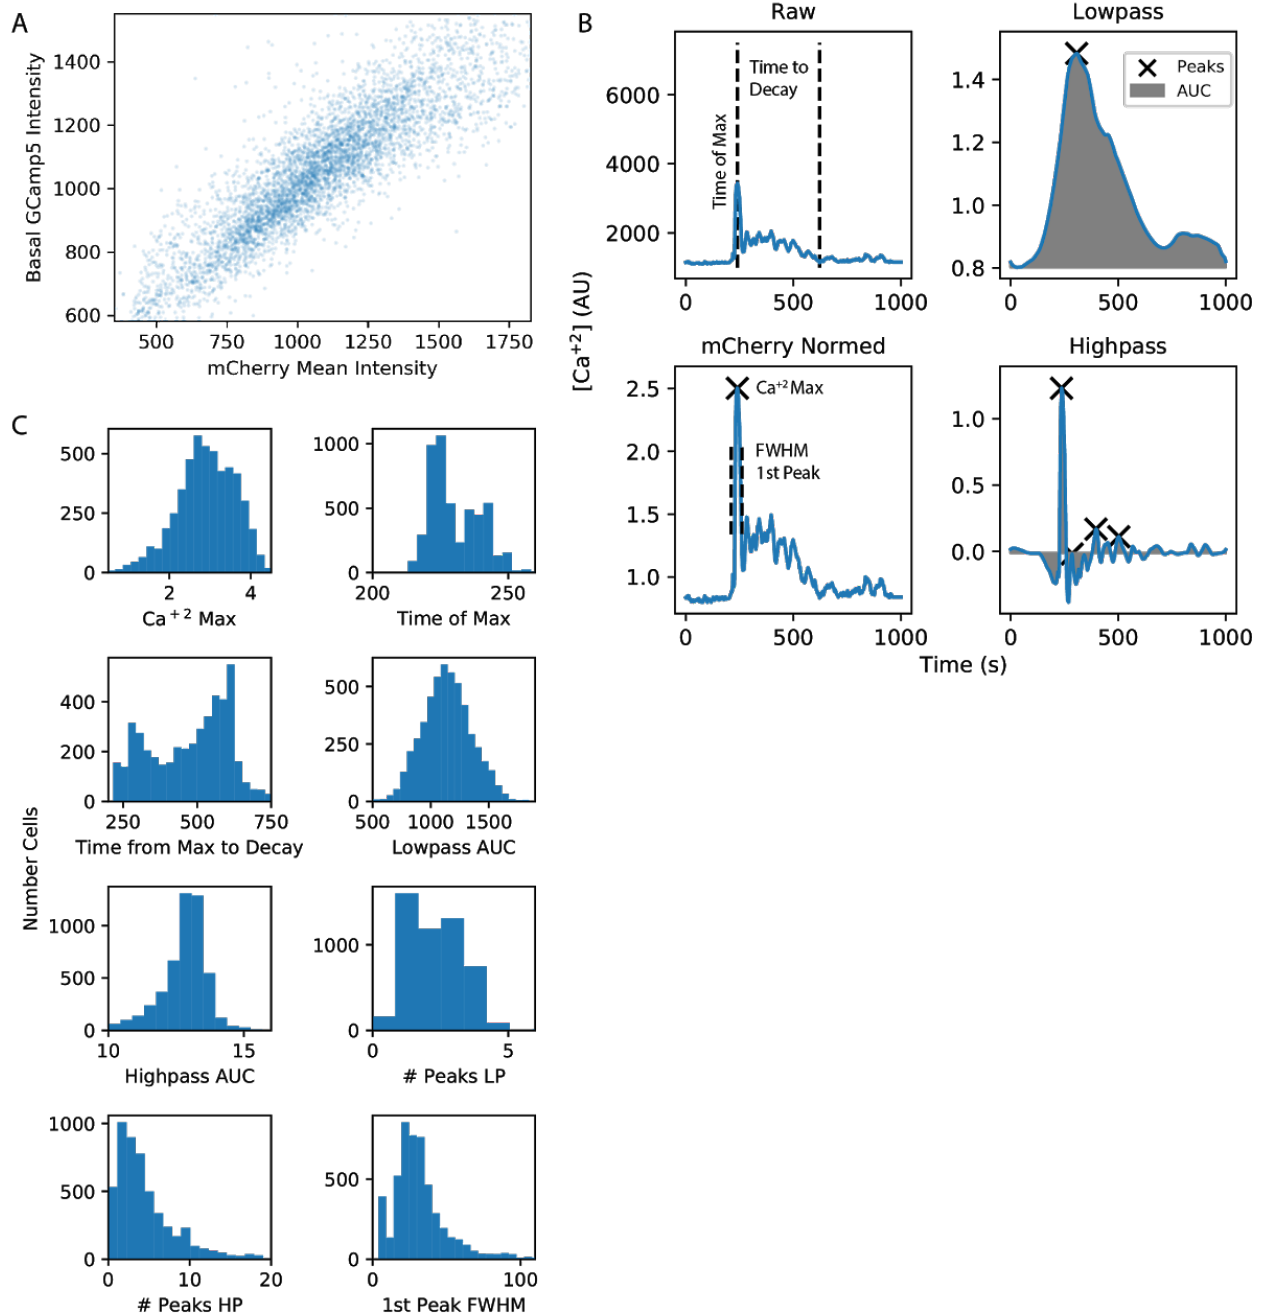 A
Basal GCamp5 Intensity
1400
1200
1000
800
600
500
750
1000
1250
1500
1750
mCherry Mean Intensity
B
[Ca+2] (AU)
Raw
6000
4000
2000
Time of Max
Time to
Decay
0
500
1000
Lowpass
1.4
1.2
1.0
0.8
Peaks
AUC
0
500
1000
mCherry Normed
2.5
2.0
1.5
1.0
Ca+2 Max
FWHM
1st Peak
0
500
1000
Highpass
1.0
0.5
0.0
0
500
1000
Time (s)
C
Number Cells
500
250
0
2
4
Ca+2 Max
1000
500
0
200
250
Time of Max
400
200
0
250
500
750
Time from Max to Decay
500
250
0
500
1000
1500
Lowpass AUC
1000
500
0
10
15
Highpass AUC
1000
0
0
5
# Peaks LP
1000
500
0
0
10
20
# Peaks HP
500
0
0
100
1st Peak FWHM